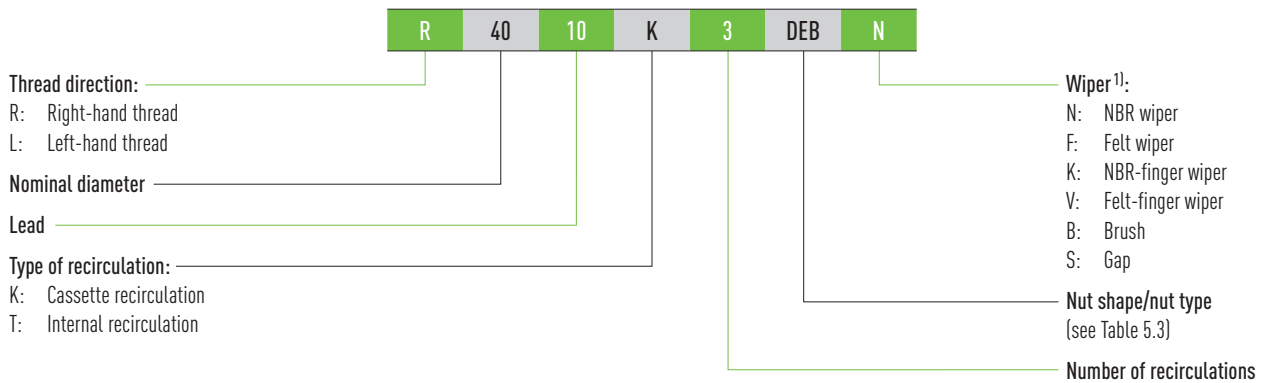 R 40 10 K 3 DEB N
Thread direction:
R: Right-hand thread
L: Left-hand thread
Nominal diameter
Lead
Type of recirculation:
K: Cassette recirculation
T: Internal recirculation
Wiper 1):
N: NBR wiper
F: Felt wiper
K: NBR-finger wiper
V: Felt-finger wiper
B: Brush
S: Gap
Nut shape/nut type
(see Table 5.3)
Number of recirculations